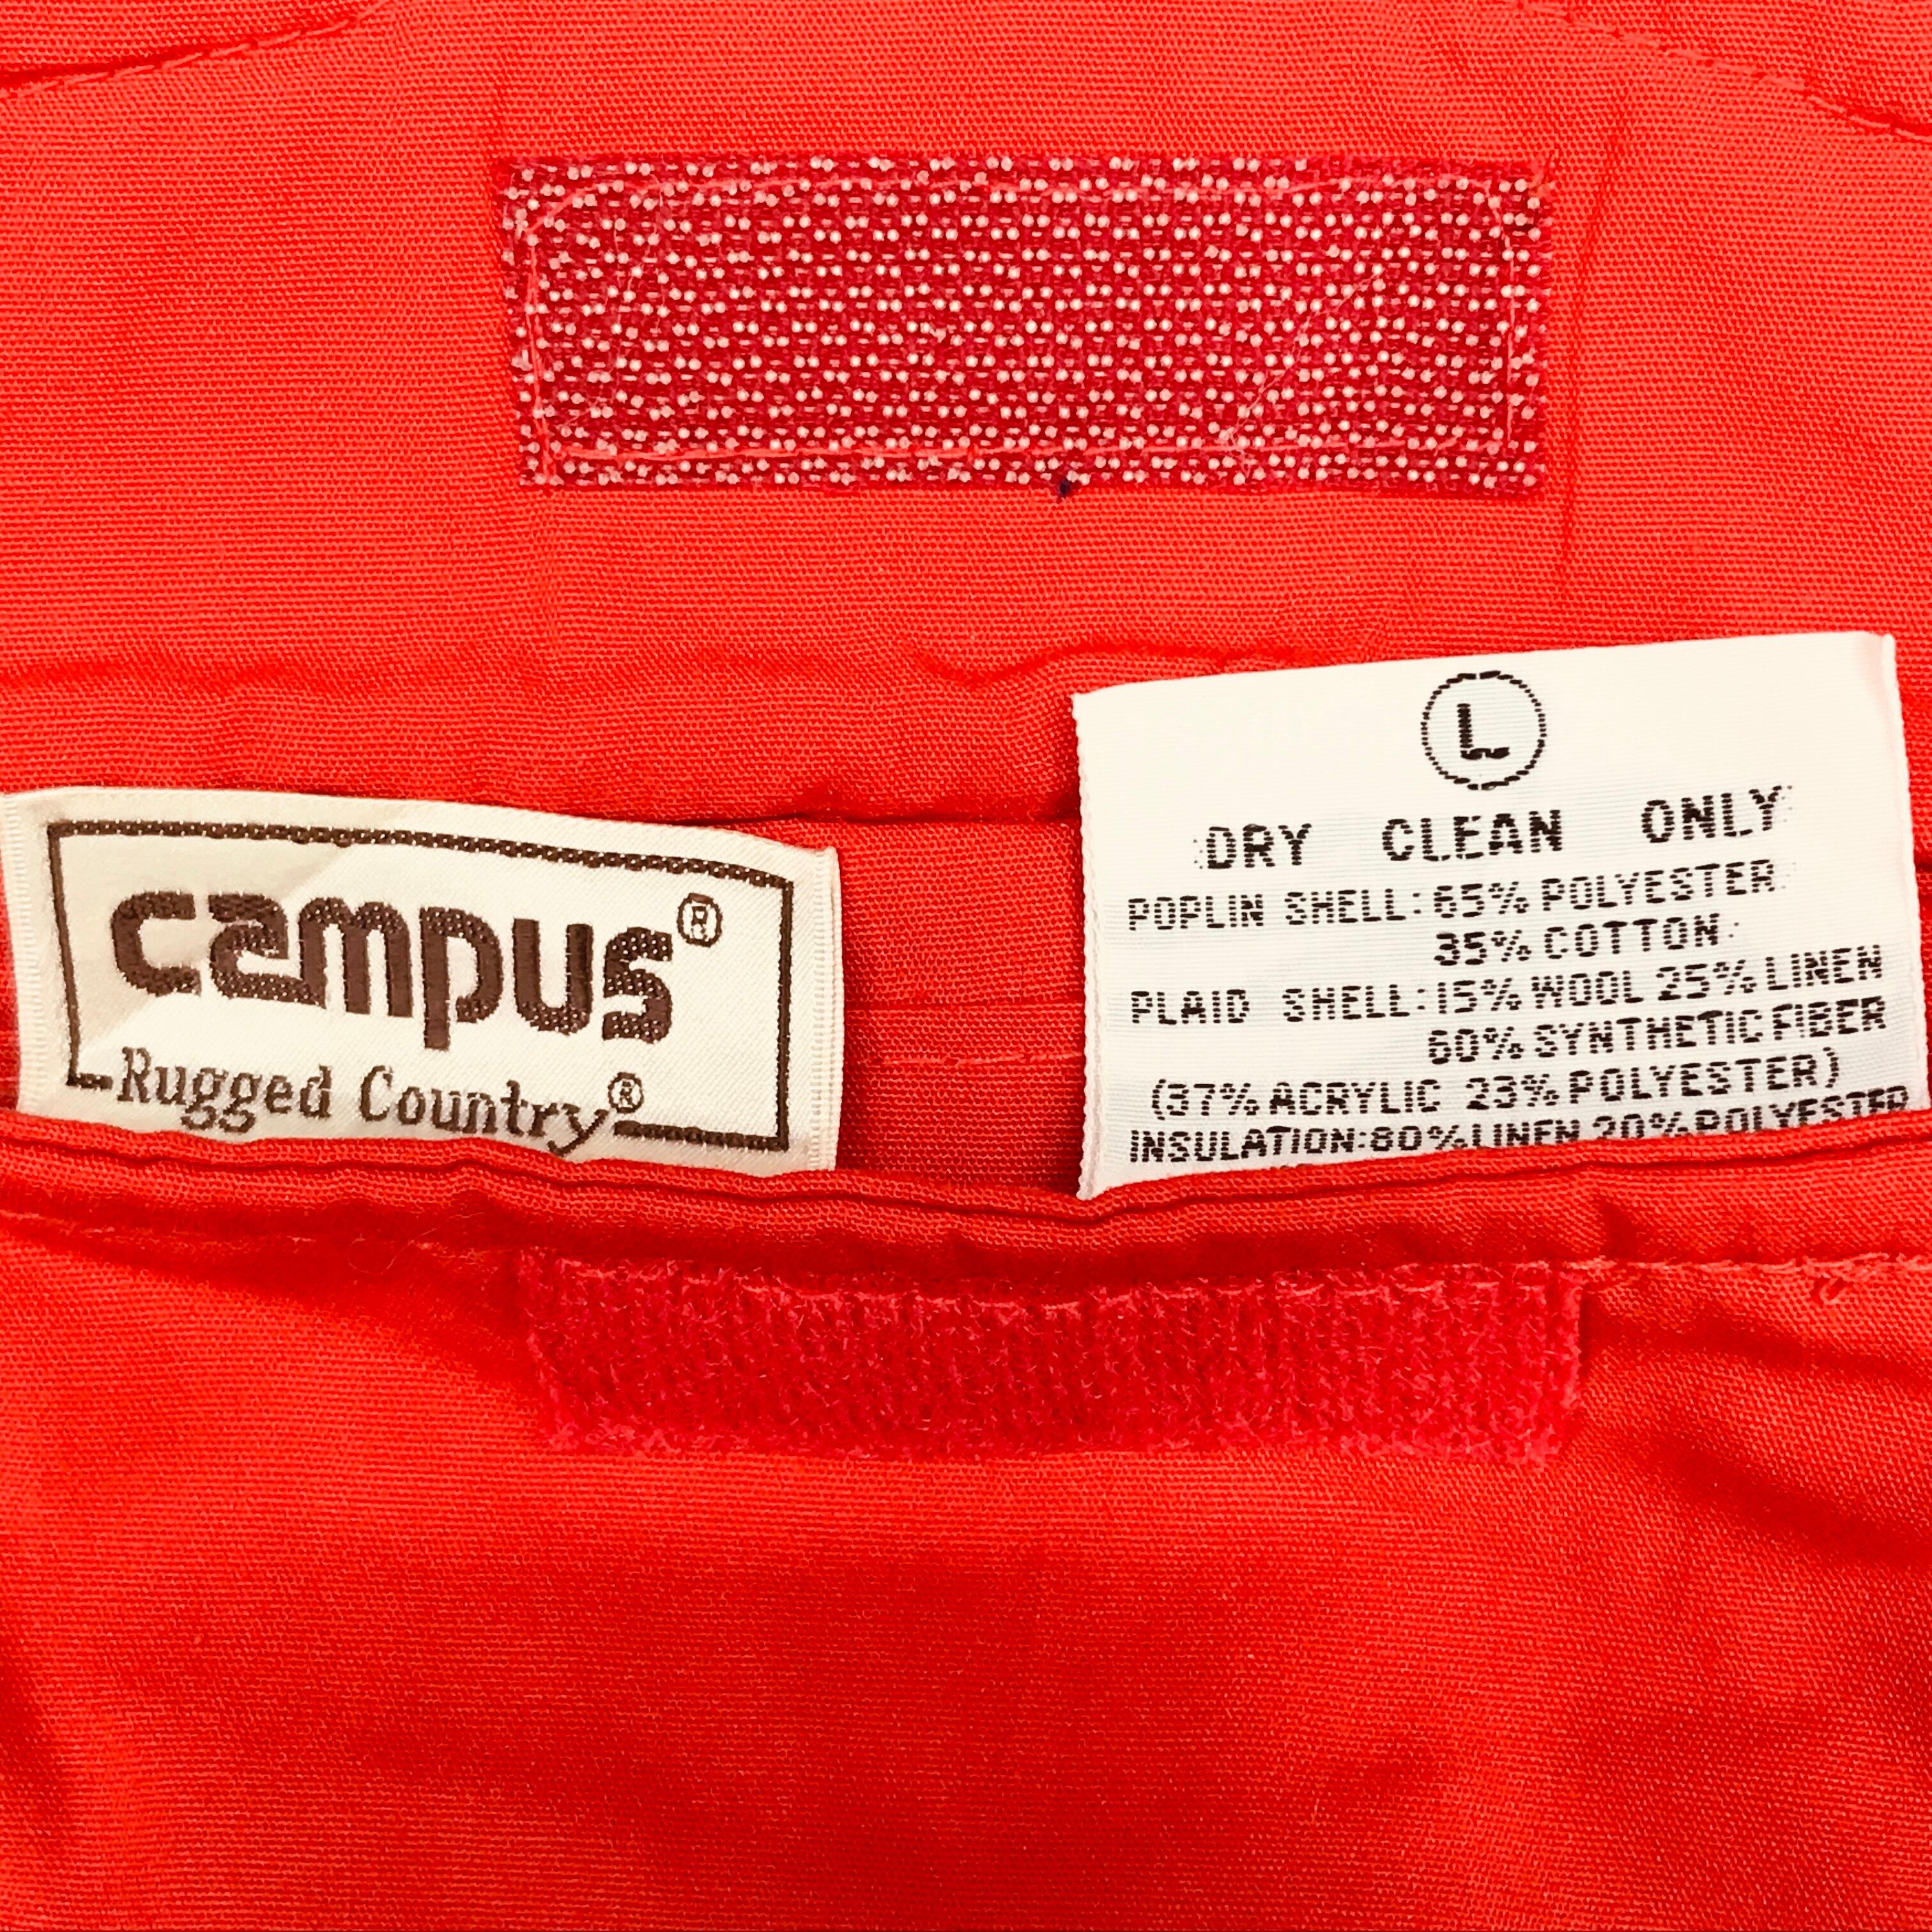 campus®
Rugged Country®
L
DRY CLEAN ONLY
POPLIN SHELL: 65% POLYESTER
35% COTTON
PLAID SHELL: 15% WOOL 25% LINEN
60% SYNTHETIC FIBER
(37% ACRYLIC 23% POLYESTER)
INSULATION: 80% LINEN 20% POLYESTER